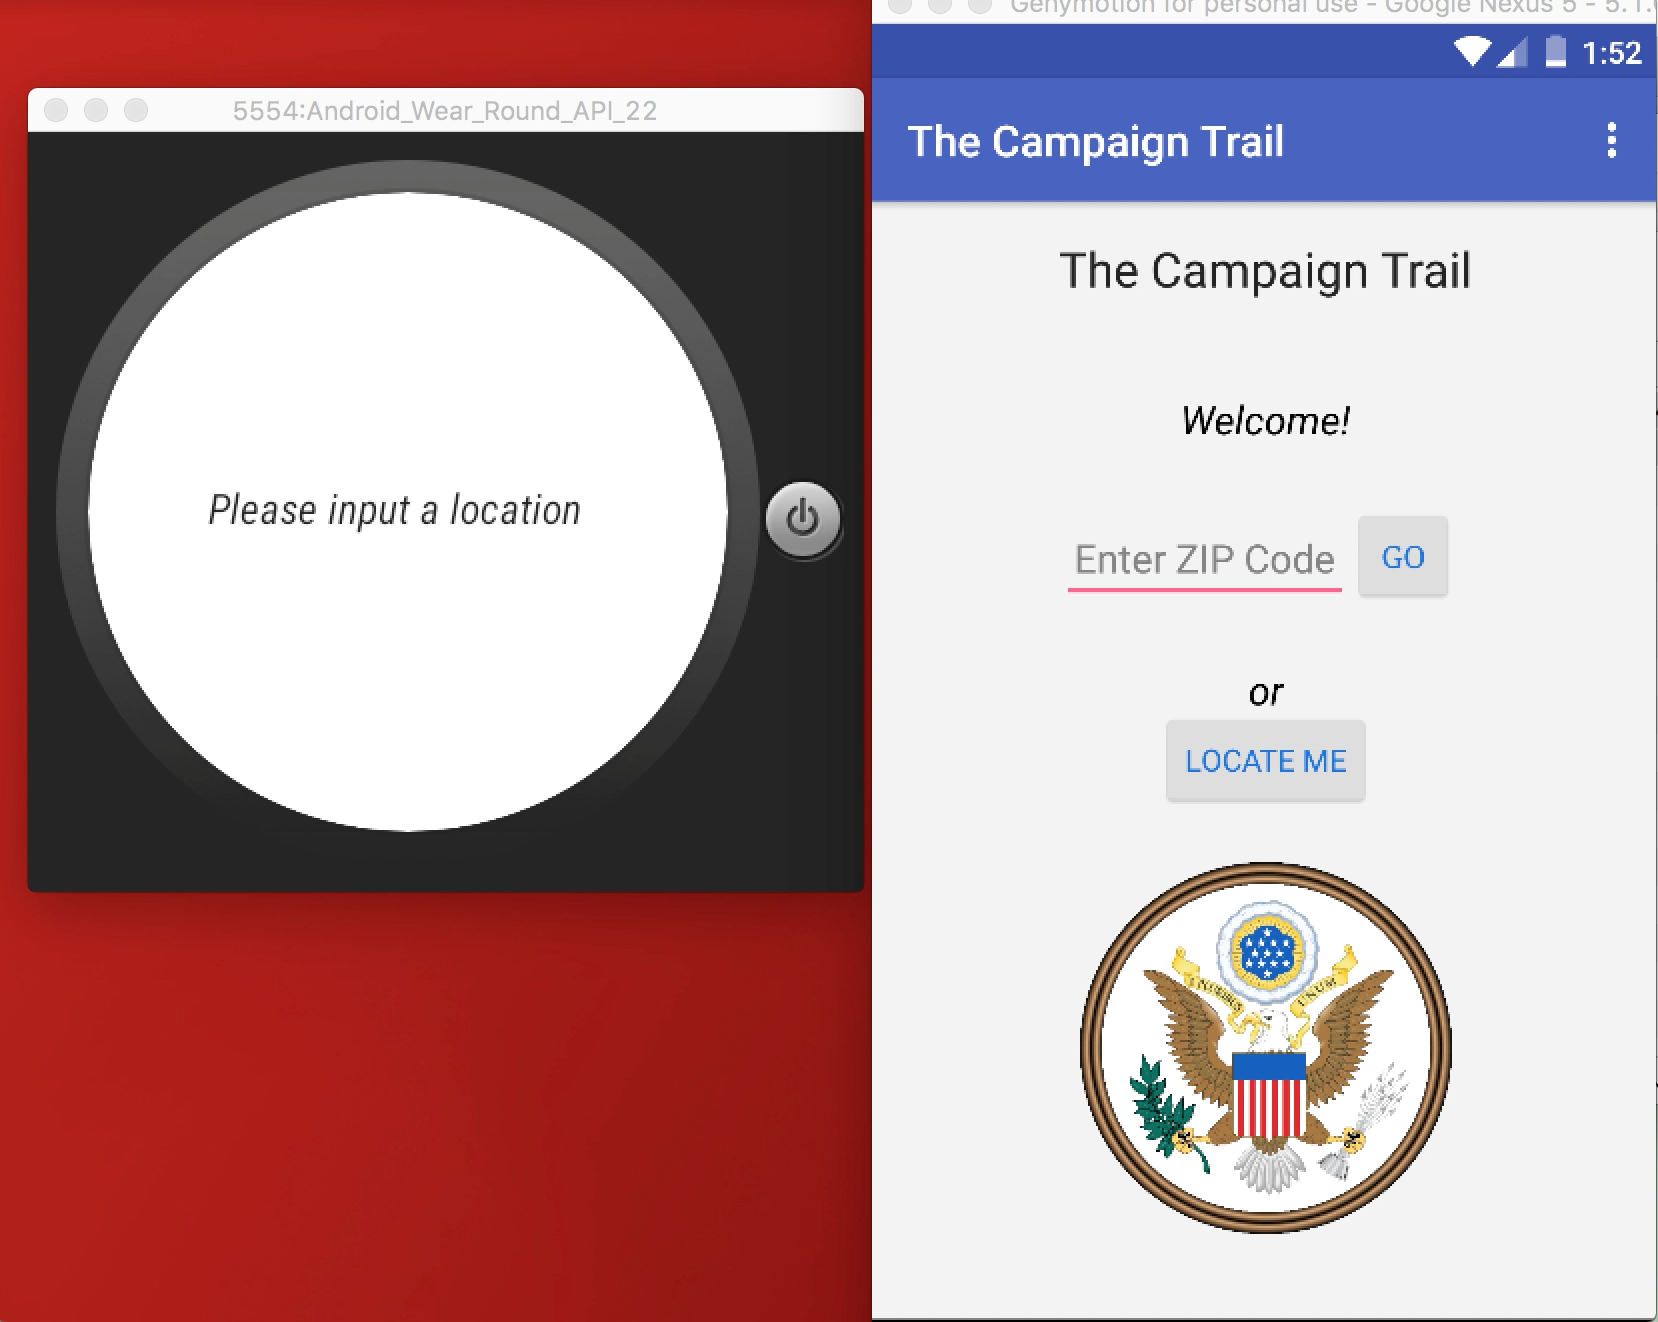 5554:Android_Wear_Round_API_22
Please input a location
Genymotion for personal use - Google Nexus 5 - 5.1.
1:52
The Campaign Trail
The Campaign Trail
Welcome!
Enter ZIP Code
GO
or
LOCATE ME
UNUM